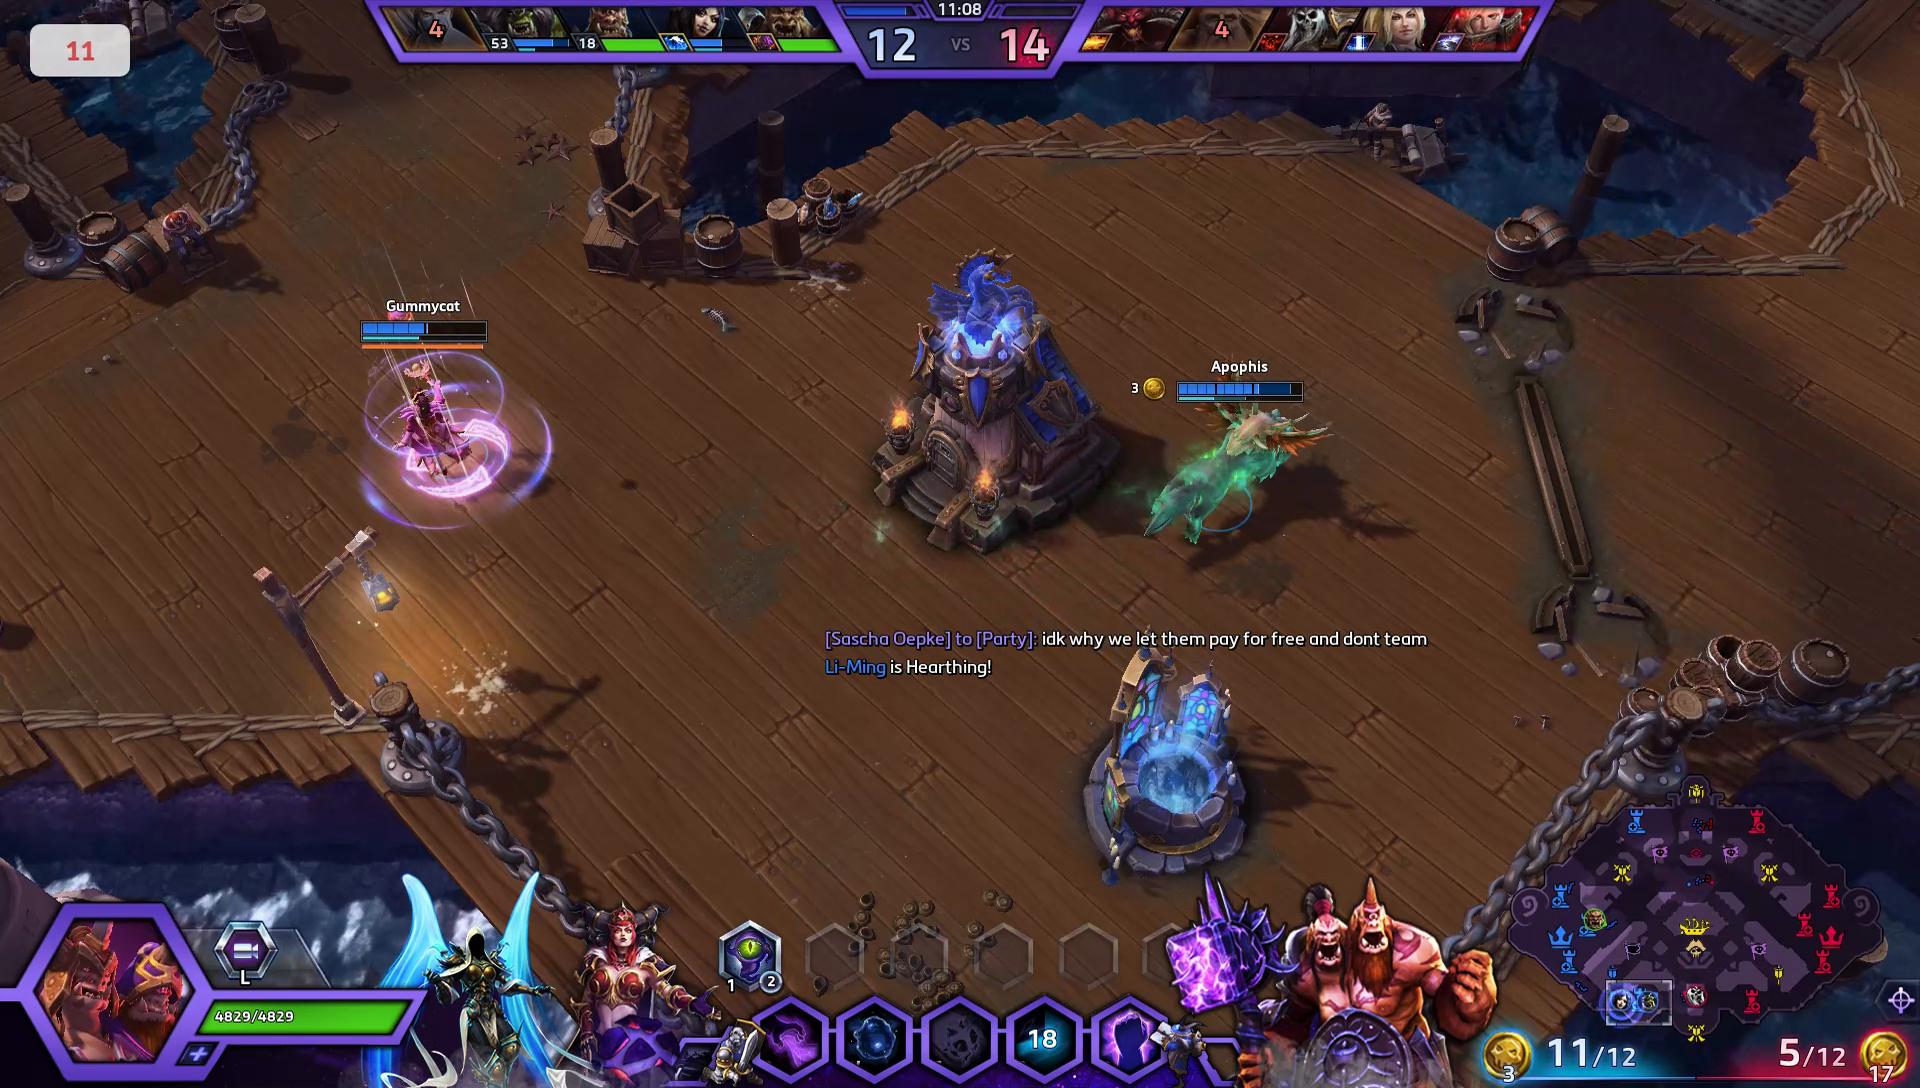 11
4
53
18
12
11:08
VS
14
4
Gummycat
Apophis
3
[Sascha Oepke] to [Party]: idk why we let them pay for free and dont team
Li-Ming is Hearthing!
L
4829/4829
1
2
18
11/12
3
5/12
17